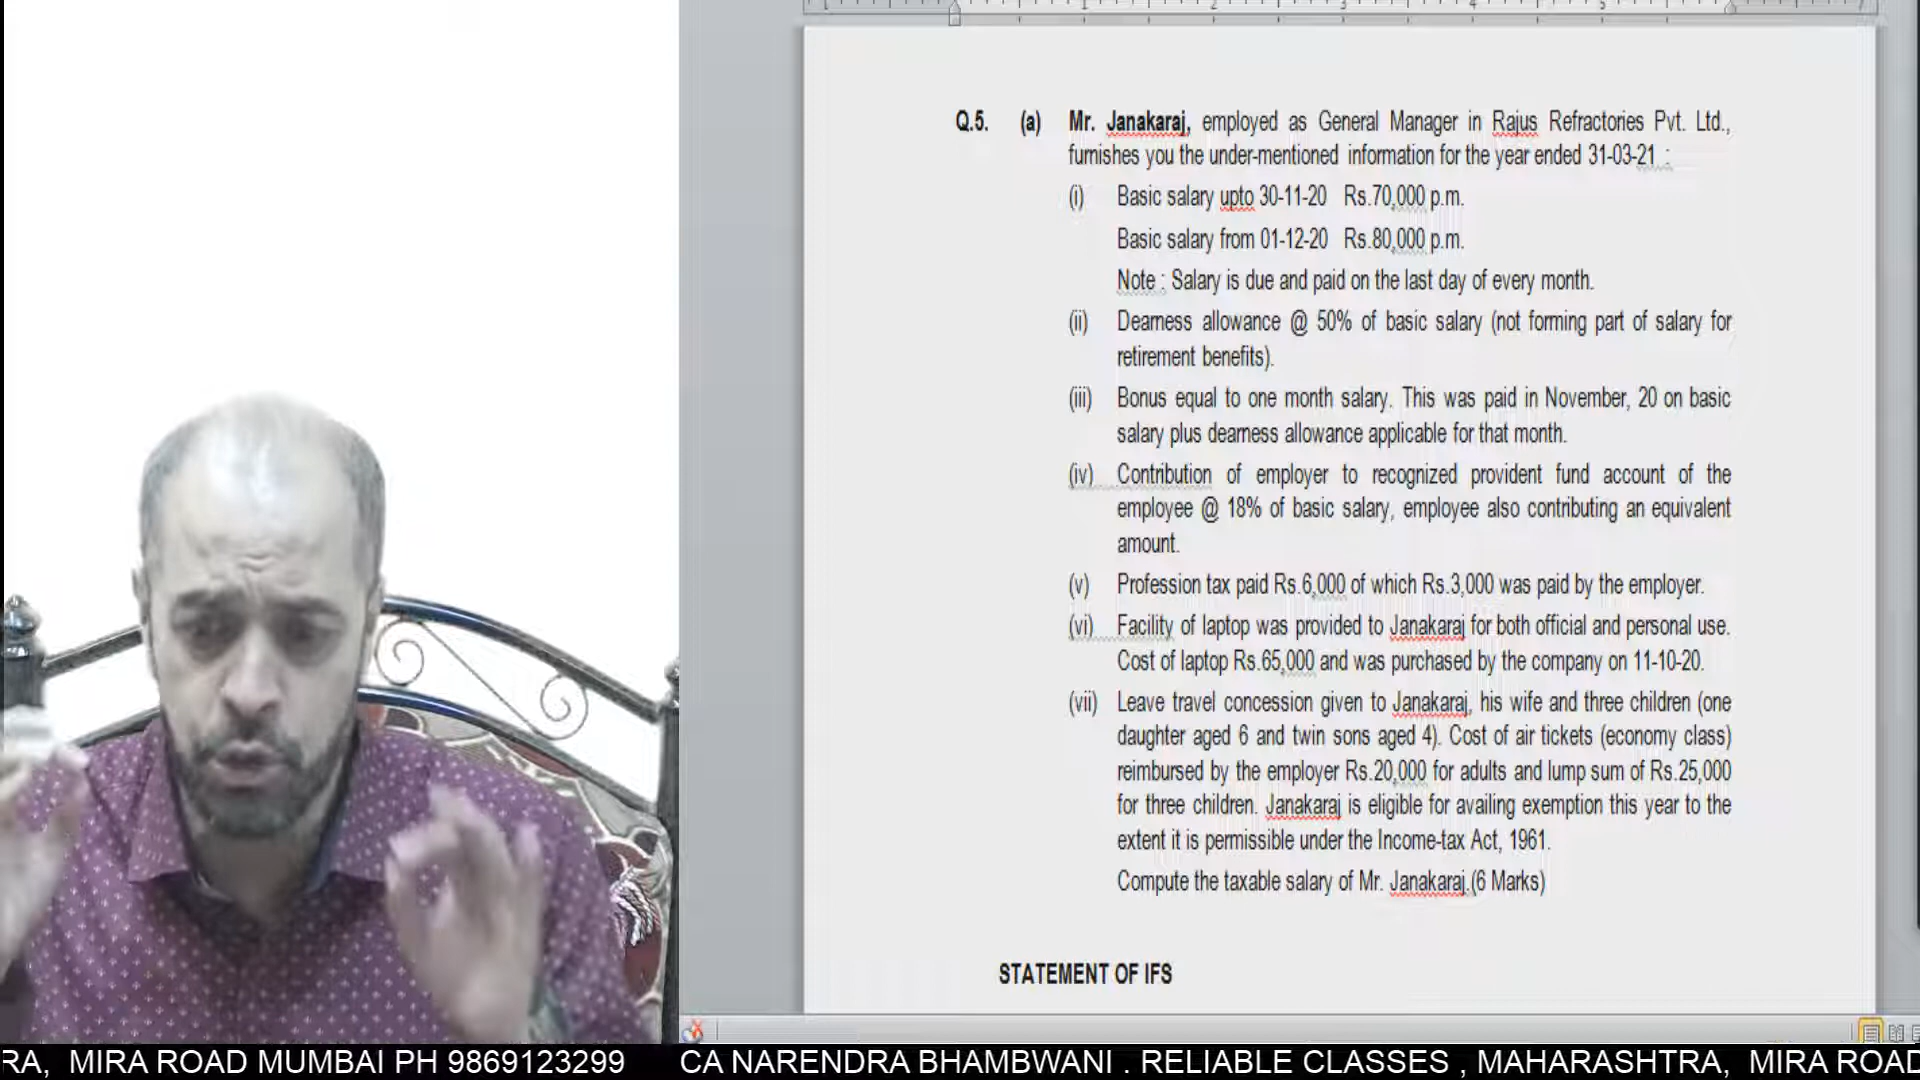 Q.5. (a) Mr. Janakaraj, employed as General Manager in Rajus Refractories Pvt. Ltd.,
furnishes you the under-mentioned information for the year ended 31-03-21 :
(i) Basic salary upto 30-11-20 Rs.70,000 p.m.
Basic salary from 01-12-20 Rs.80,000 p.m.
Note : Salary is due and paid on the last day of every month.
(ii) Dearness allowance @ 50% of basic salary (not forming part of salary for
retirement benefits).
(iii) Bonus equal to one month salary. This was paid in November, 20 on basic
salary plus dearness allowance applicable for that month.
(iv) Contribution of employer to recognized provident fund account of the
employee @ 18% of basic salary, employee also contributing an equivalent
amount.
(v) Profession tax paid Rs.6,000 of which Rs.3,000 was paid by the employer.
(vi) Facility of laptop was provided to Janakaraj for both official and personal use.
Cost of laptop Rs.65,000 and was purchased by the company on 11-10-20.
(vii) Leave travel concession given to Janakaraj, his wife and three children (one
daughter aged 6 and twin sons aged 4). Cost of air tickets (economy class)
reimbursed by the employer Rs.20,000 for adults and lump sum of Rs.25,000
for three children. Janakaraj is eligible for availing exemption this year to the
extent it is permissible under the Income-tax Act, 1961.
Compute the taxable salary of Mr. Janakaraj.(6 Marks)
STATEMENT OF IFS
RA, MIRA ROAD MUMBAI PH 9869123299 CA NARENDRA BHAMBWANI . RELIABLE CLASSES , MAHARASHTRA, MIRA ROAD